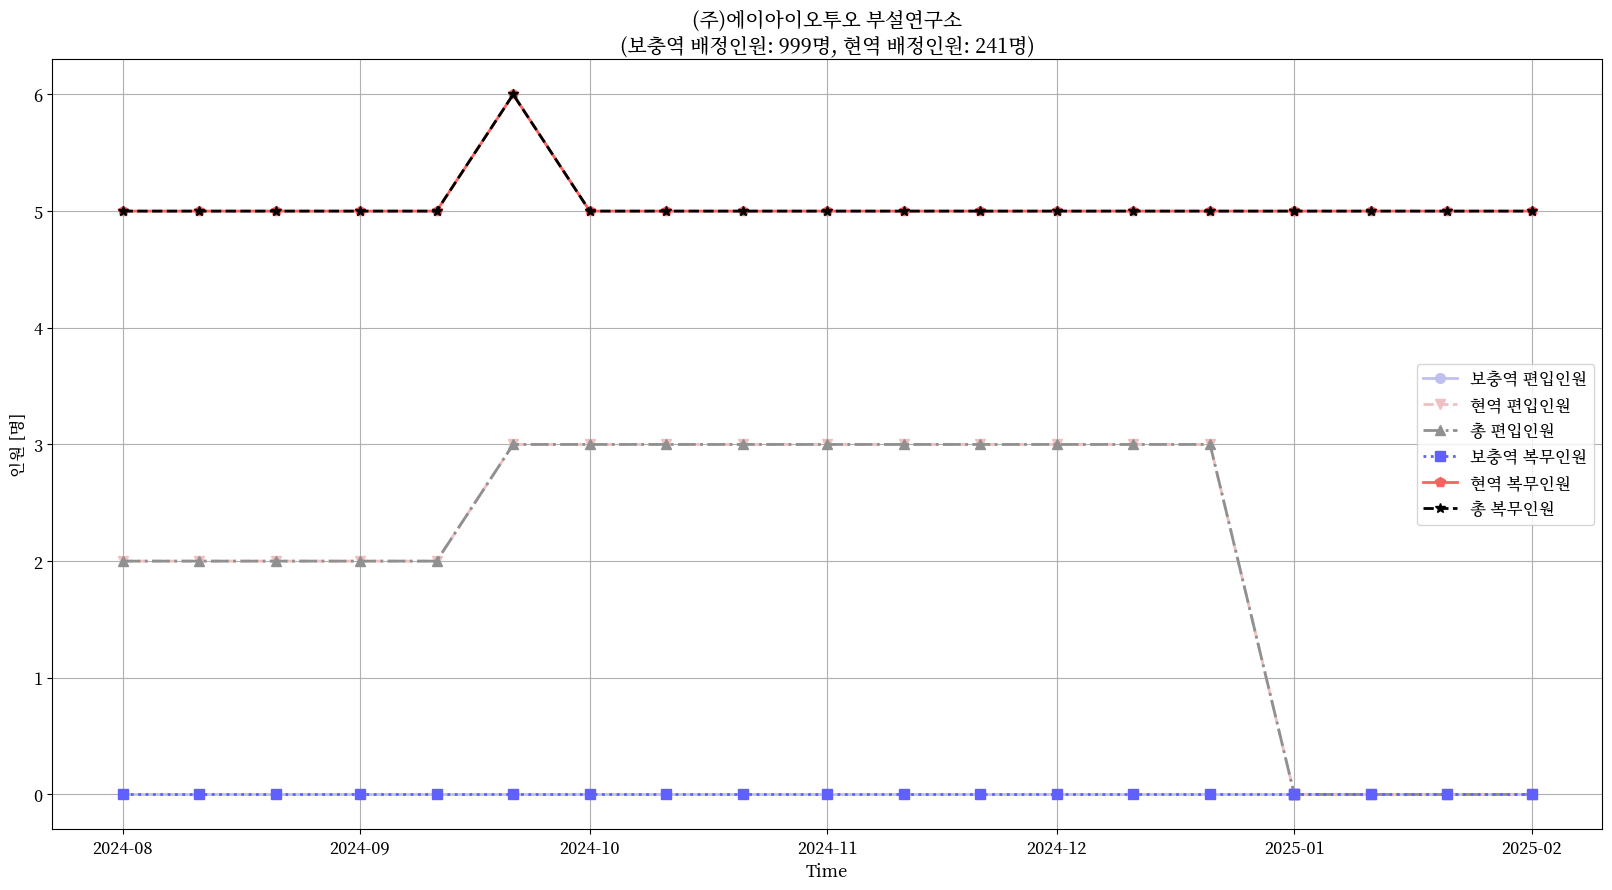 (주)에이아이오투오 부설연구소
(보충역 배정인원: 999명, 현역 배정인원: 241명)
6
5
4
3
2
1
0
인원 [명]
보충역 편입인원
현역 편입인원
총 편입인원
보충역 복무인원
현역 복무인원
총 복무인원
2024-08 2024-09 2024-10 2024-11 2024-12 2025-01 2025-02
Time